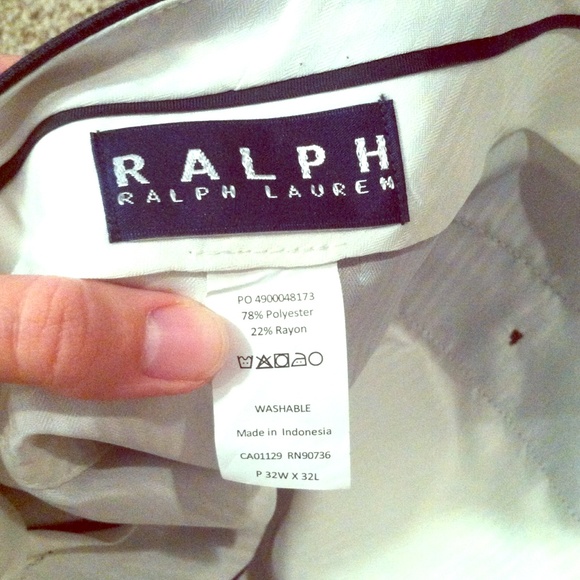 RALPH
RALPH LAUREN
PO 4900048173
78% Polyester
22% Rayon
WASHABLE
Made in Indonesia
CA01129 RN90736
P 32W X 32L